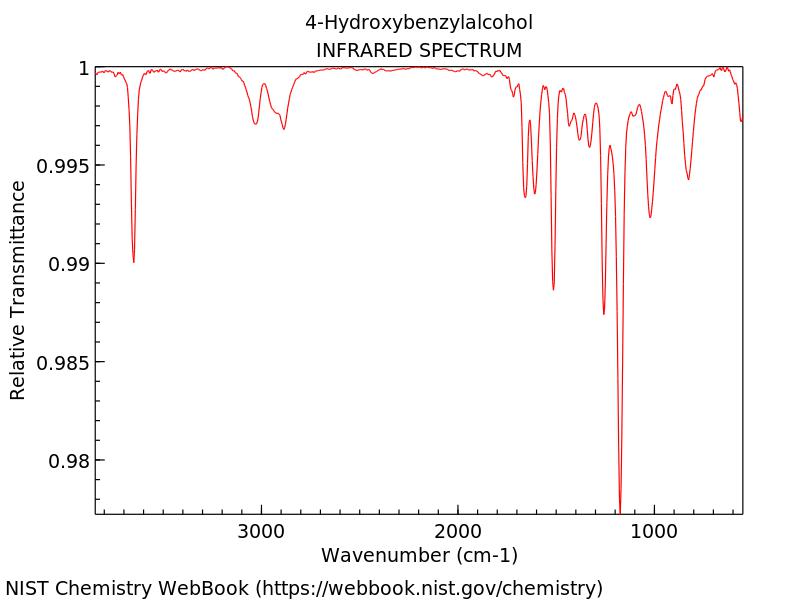 4-Hydroxybenzylalcohol
INFRARED SPECTRUM
1
0.995
0.99
0.985
0.98
Relative Transmittance
3000
2000
1000
Wavenumber (cm-1)
NIST Chemistry WebBook (https://webbook.nist.gov/chemistry)